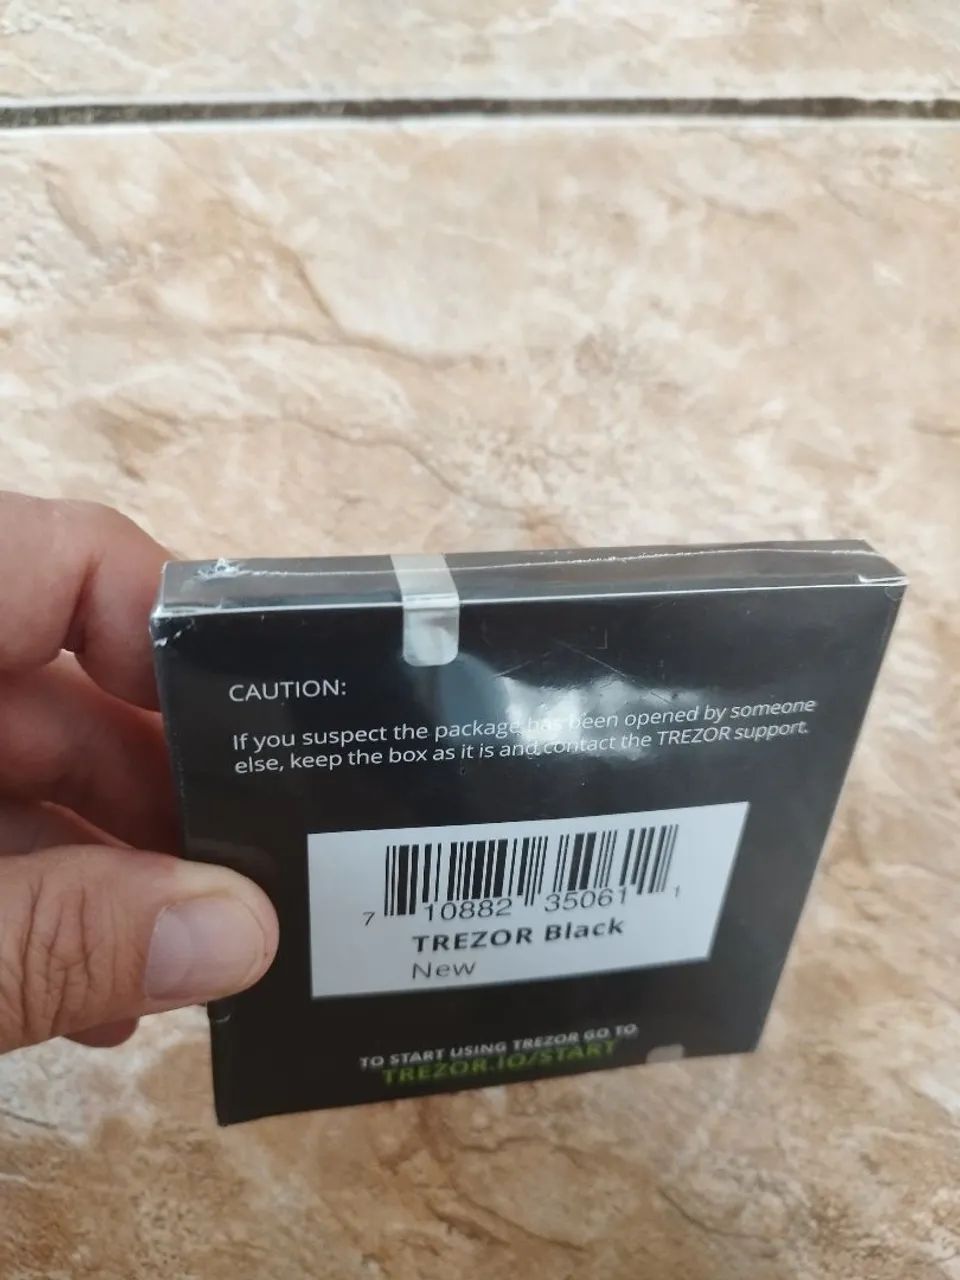 CAUTION:
If you suspect the package has been opened by someone
else, keep the box as it is and contact the TREZOR support.
7 10882 35061 1
TREZOR Black
New
TO START USING TREZOR GO TO
TREZOR.IO/START